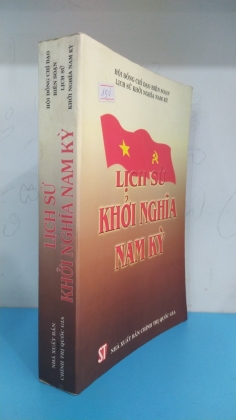 HỘI ĐỒNG CHỈ ĐẠO
BIÊN SOẠN
LỊCH SỬ
KHỞI NGHĨA NAM KỲ
LỊCH SỬ
KHỞI NGHĨA NAM KỲ
NHÀ XUẤT BẢN
CHÍNH TRỊ QUỐC GIA
HỘI ĐỒNG CHỈ ĐẠO BIÊN SOẠN
LỊCH SỬ KHỞI NGHĨA NAM KỲ
LỊCH SỬ
KHỞI NGHĨA
NAM KỲ
ST
NHÀ XUẤT BẢN CHÍNH TRỊ QUỐC GIA